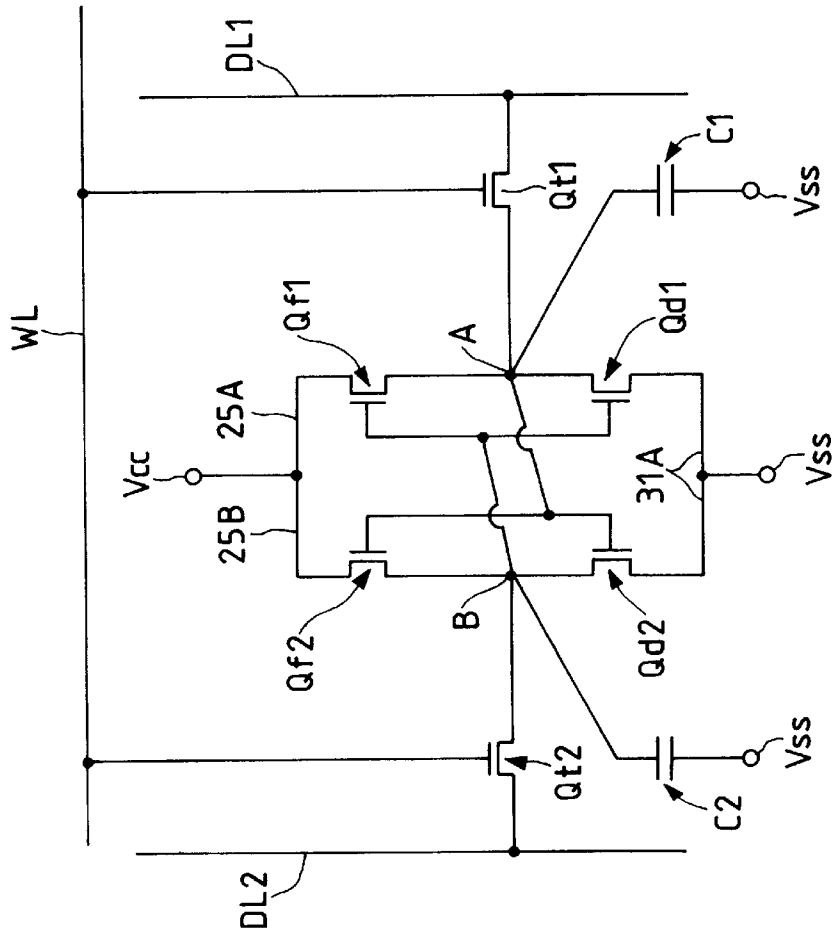 WL
DL1
DL2
Vcc
25B
25A
Qf2
Qf1
Qt2
Qt1
B
A
Qd2
Qd1
31A
C2
C1
Vss
Vss
Vss